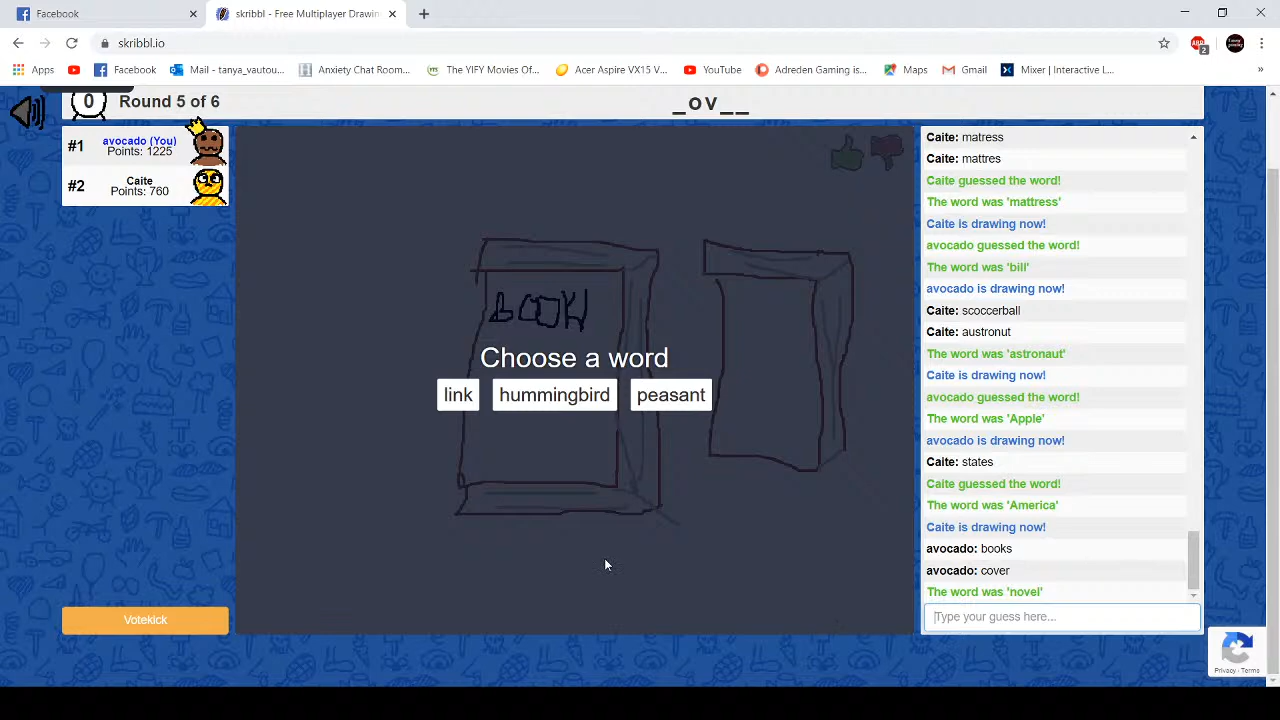 Facebook
skribbl - Free Multiplayer Drawin
skribbl.io
ABP
2
Apps
Facebook
Mail - tanya_vautou...
Anxiety Chat Room...
The YIFY Movies Of...
Acer Aspire VX15 V...
YouTube
Adreden Gaming is...
Maps
Gmail
Mixer | Interactive L...
»
0
Round 5 of 6
_ov__
#1
avocado (You)
Points: 1225
#2
Caite
Points: 760
BOOK
Choose a word
link
hummingbird
peasant
Votekick
Caite: matress
Caite: mattres
Caite guessed the word!
The word was 'mattress'
Caite is drawing now!
avocado guessed the word!
The word was 'bill'
avocado is drawing now!
Caite: scoccerball
Caite: austronut
The word was 'astronaut'
Caite is drawing now!
avocado guessed the word!
The word was 'Apple'
avocado is drawing now!
Caite: states
Caite guessed the word!
The word was 'America'
Caite is drawing now!
avocado: books
avocado: cover
The word was 'novel'
Type your guess here...
Privacy - Terms